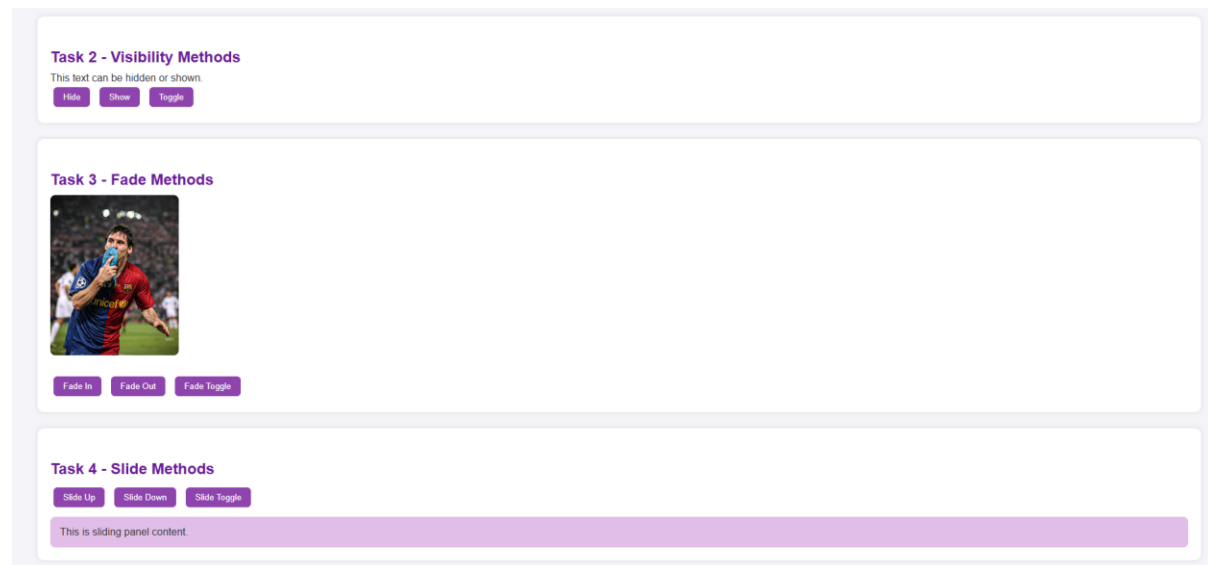 Task 2 - Visibility Methods
This text can be hidden or shown.
Hide Show Toggle
Task 3 - Fade Methods
unicef
Fade In Fade Out Fade Toggle
Task 4 - Slide Methods
Slide Up Slide Down Slide Toggle
This is sliding panel content.